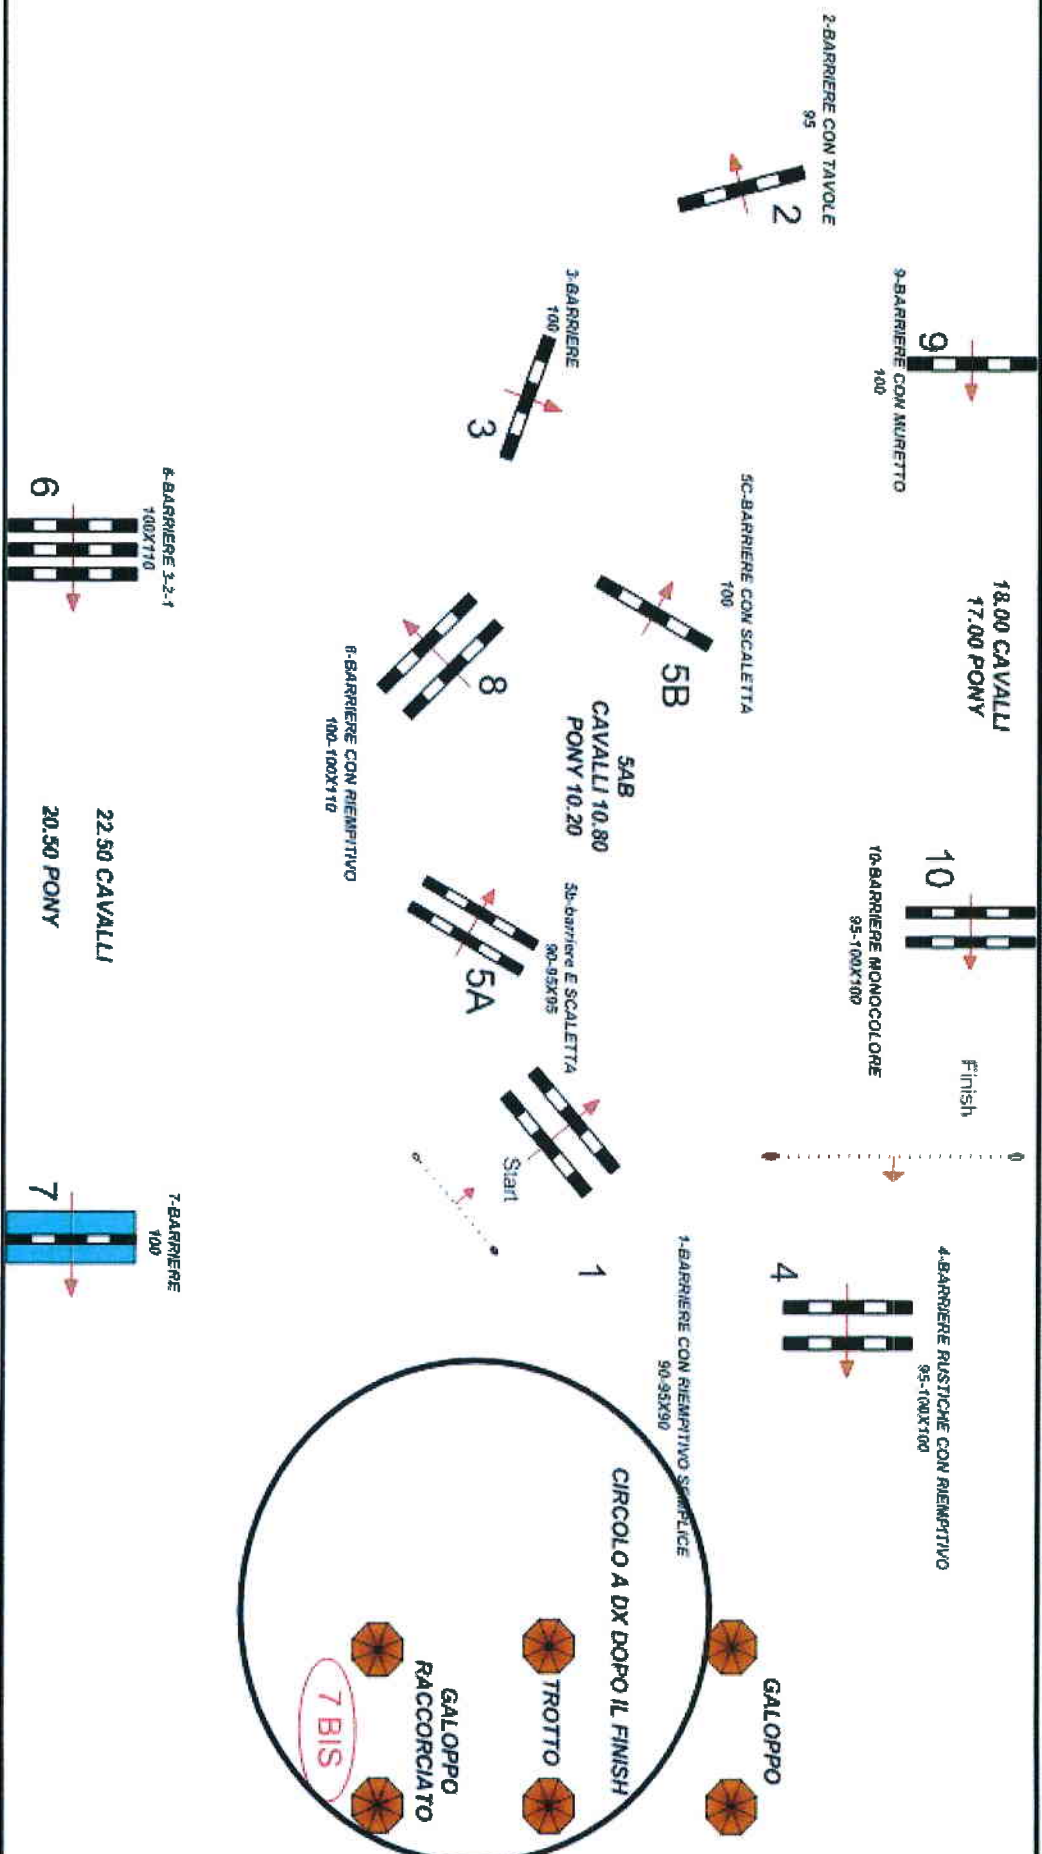 2-BARRIERE CON TAVOLE
95
2
9-BARRIERE CON MURETTO
100
9
3-BARRIERE
100
3
5C-BARRIERE CON SCALETTA
100
5B
18.00 CAVALLI
17.00 PONY
6-BARRIERE 3-2-1
100X110
6
8
8-BARRIERE CON RIEMPITIVO
100-100X110
5AB
CAVALLI 10.80
PONY 10.20
10
10-BARRIERE MONOCOLORE
95-100X100
22.50 CAVALLI
20.50 PONY
5b-barriere E SCALETTA
90-95X95
5A
Finish
Start
1
1-BARRIERE CON RIEMPITIVO SEMPLICE
90-95X90
4
4-BARRIERE RUSTICHE CON RIEMPITIVO
95-100X100
7-BARRIERE
100
7
CIRCOLO A DX DOPO IL FINISH
GALOPPO
TROTTO
GALOPPO
RACCORCIATO
7 BIS